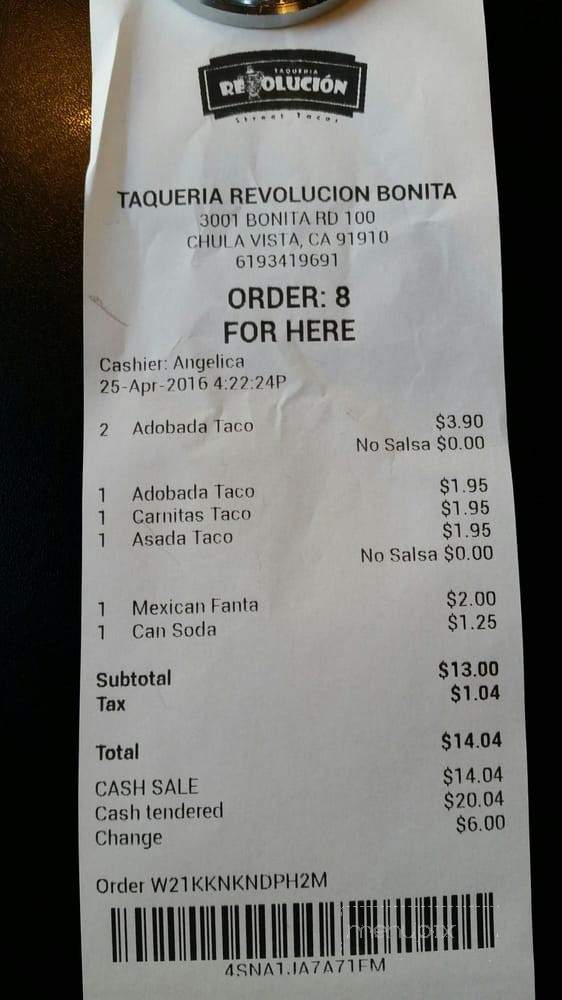 TAQUERIA
REVOLUCIÓN
Street Tacos
TAQUERIA REVOLUCION BONITA
3001 BONITA RD 100
CHULA VISTA, CA 91910
6193419691
ORDER: 8
FOR HERE
Cashier: Angelica
25-Apr-2016 4:22:24P
2 Adobada Taco $3.90
No Salsa $0.00
1 Adobada Taco $1.95
1 Carnitas Taco $1.95
1 Asada Taco $1.95
No Salsa $0.00
1 Mexican Fanta $2.00
1 Can Soda $1.25
Subtotal $13.00
Tax $1.04
Total $14.04
CASH SALE $14.04
Cash tendered $20.04
Change $6.00
Order W21KKNKNDPH2M
menupix